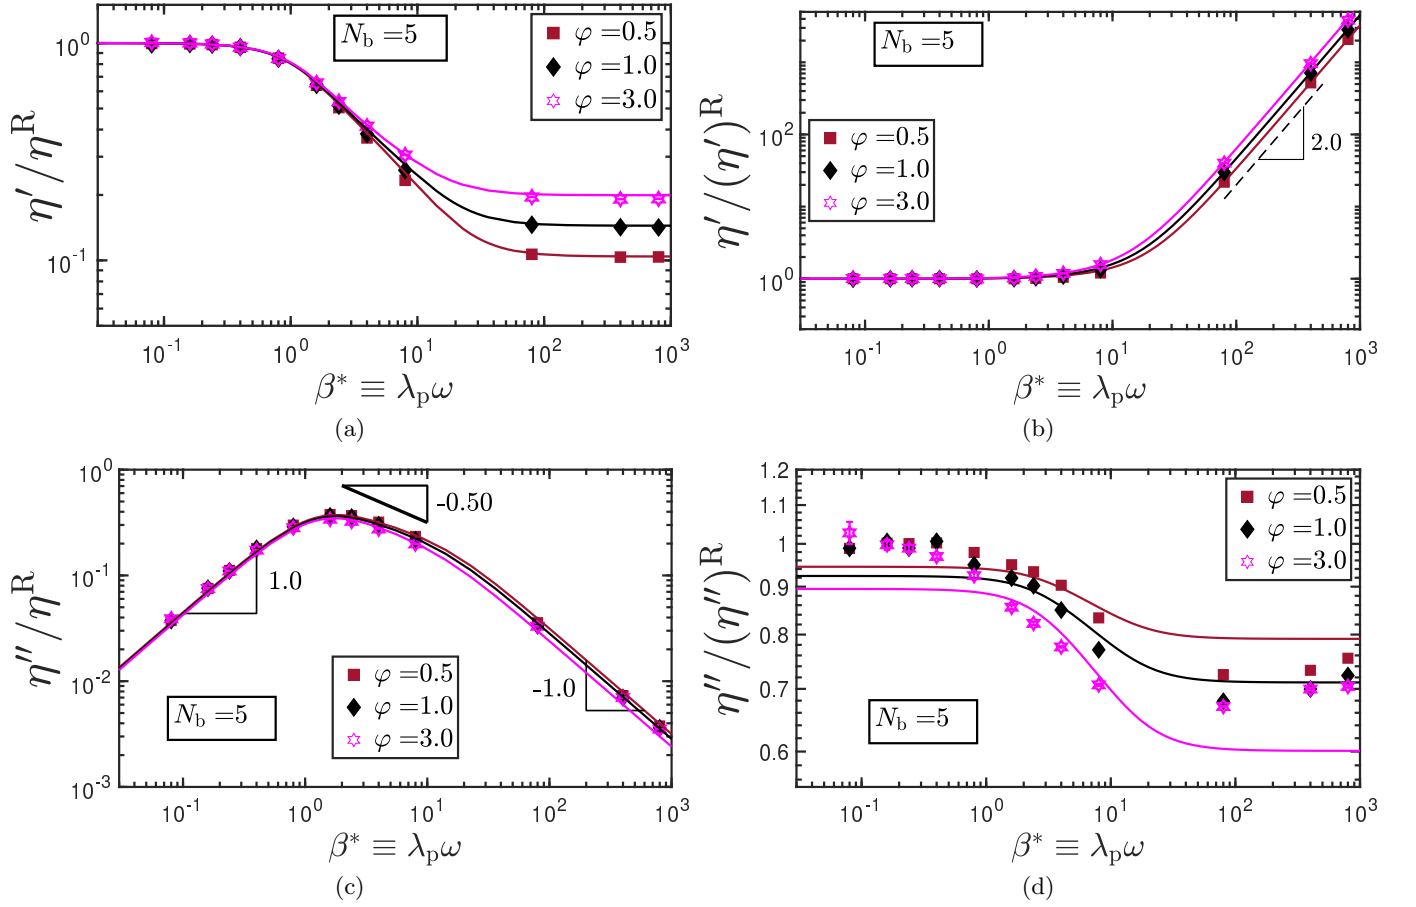 η′/η^R
10^0
10^-1
N_b =5
φ =0.5
φ =1.0
φ =3.0
10^-1 10^0 10^1 10^2 10^3
β* ≡ λ_pω
(a)
η′/(η′)^R
10^2
10^0
N_b =5
φ =0.5
φ =1.0
φ =3.0
2.0
10^-1 10^0 10^1 10^2 10^3
β* ≡ λ_pω
(b)
η″/η^R
10^0
10^-1
10^-2
10^-3
-0.50
1.0
-1.0
N_b =5
φ =0.5
φ =1.0
φ =3.0
10^-1 10^0 10^1 10^2 10^3
β* ≡ λ_pω
(c)
η″/(η″)^R
1.2
1.1
1
0.9
0.8
0.7
0.6
φ =0.5
φ =1.0
φ =3.0
N_b =5
10^-1 10^0 10^1 10^2 10^3
β* ≡ λ_pω
(d)